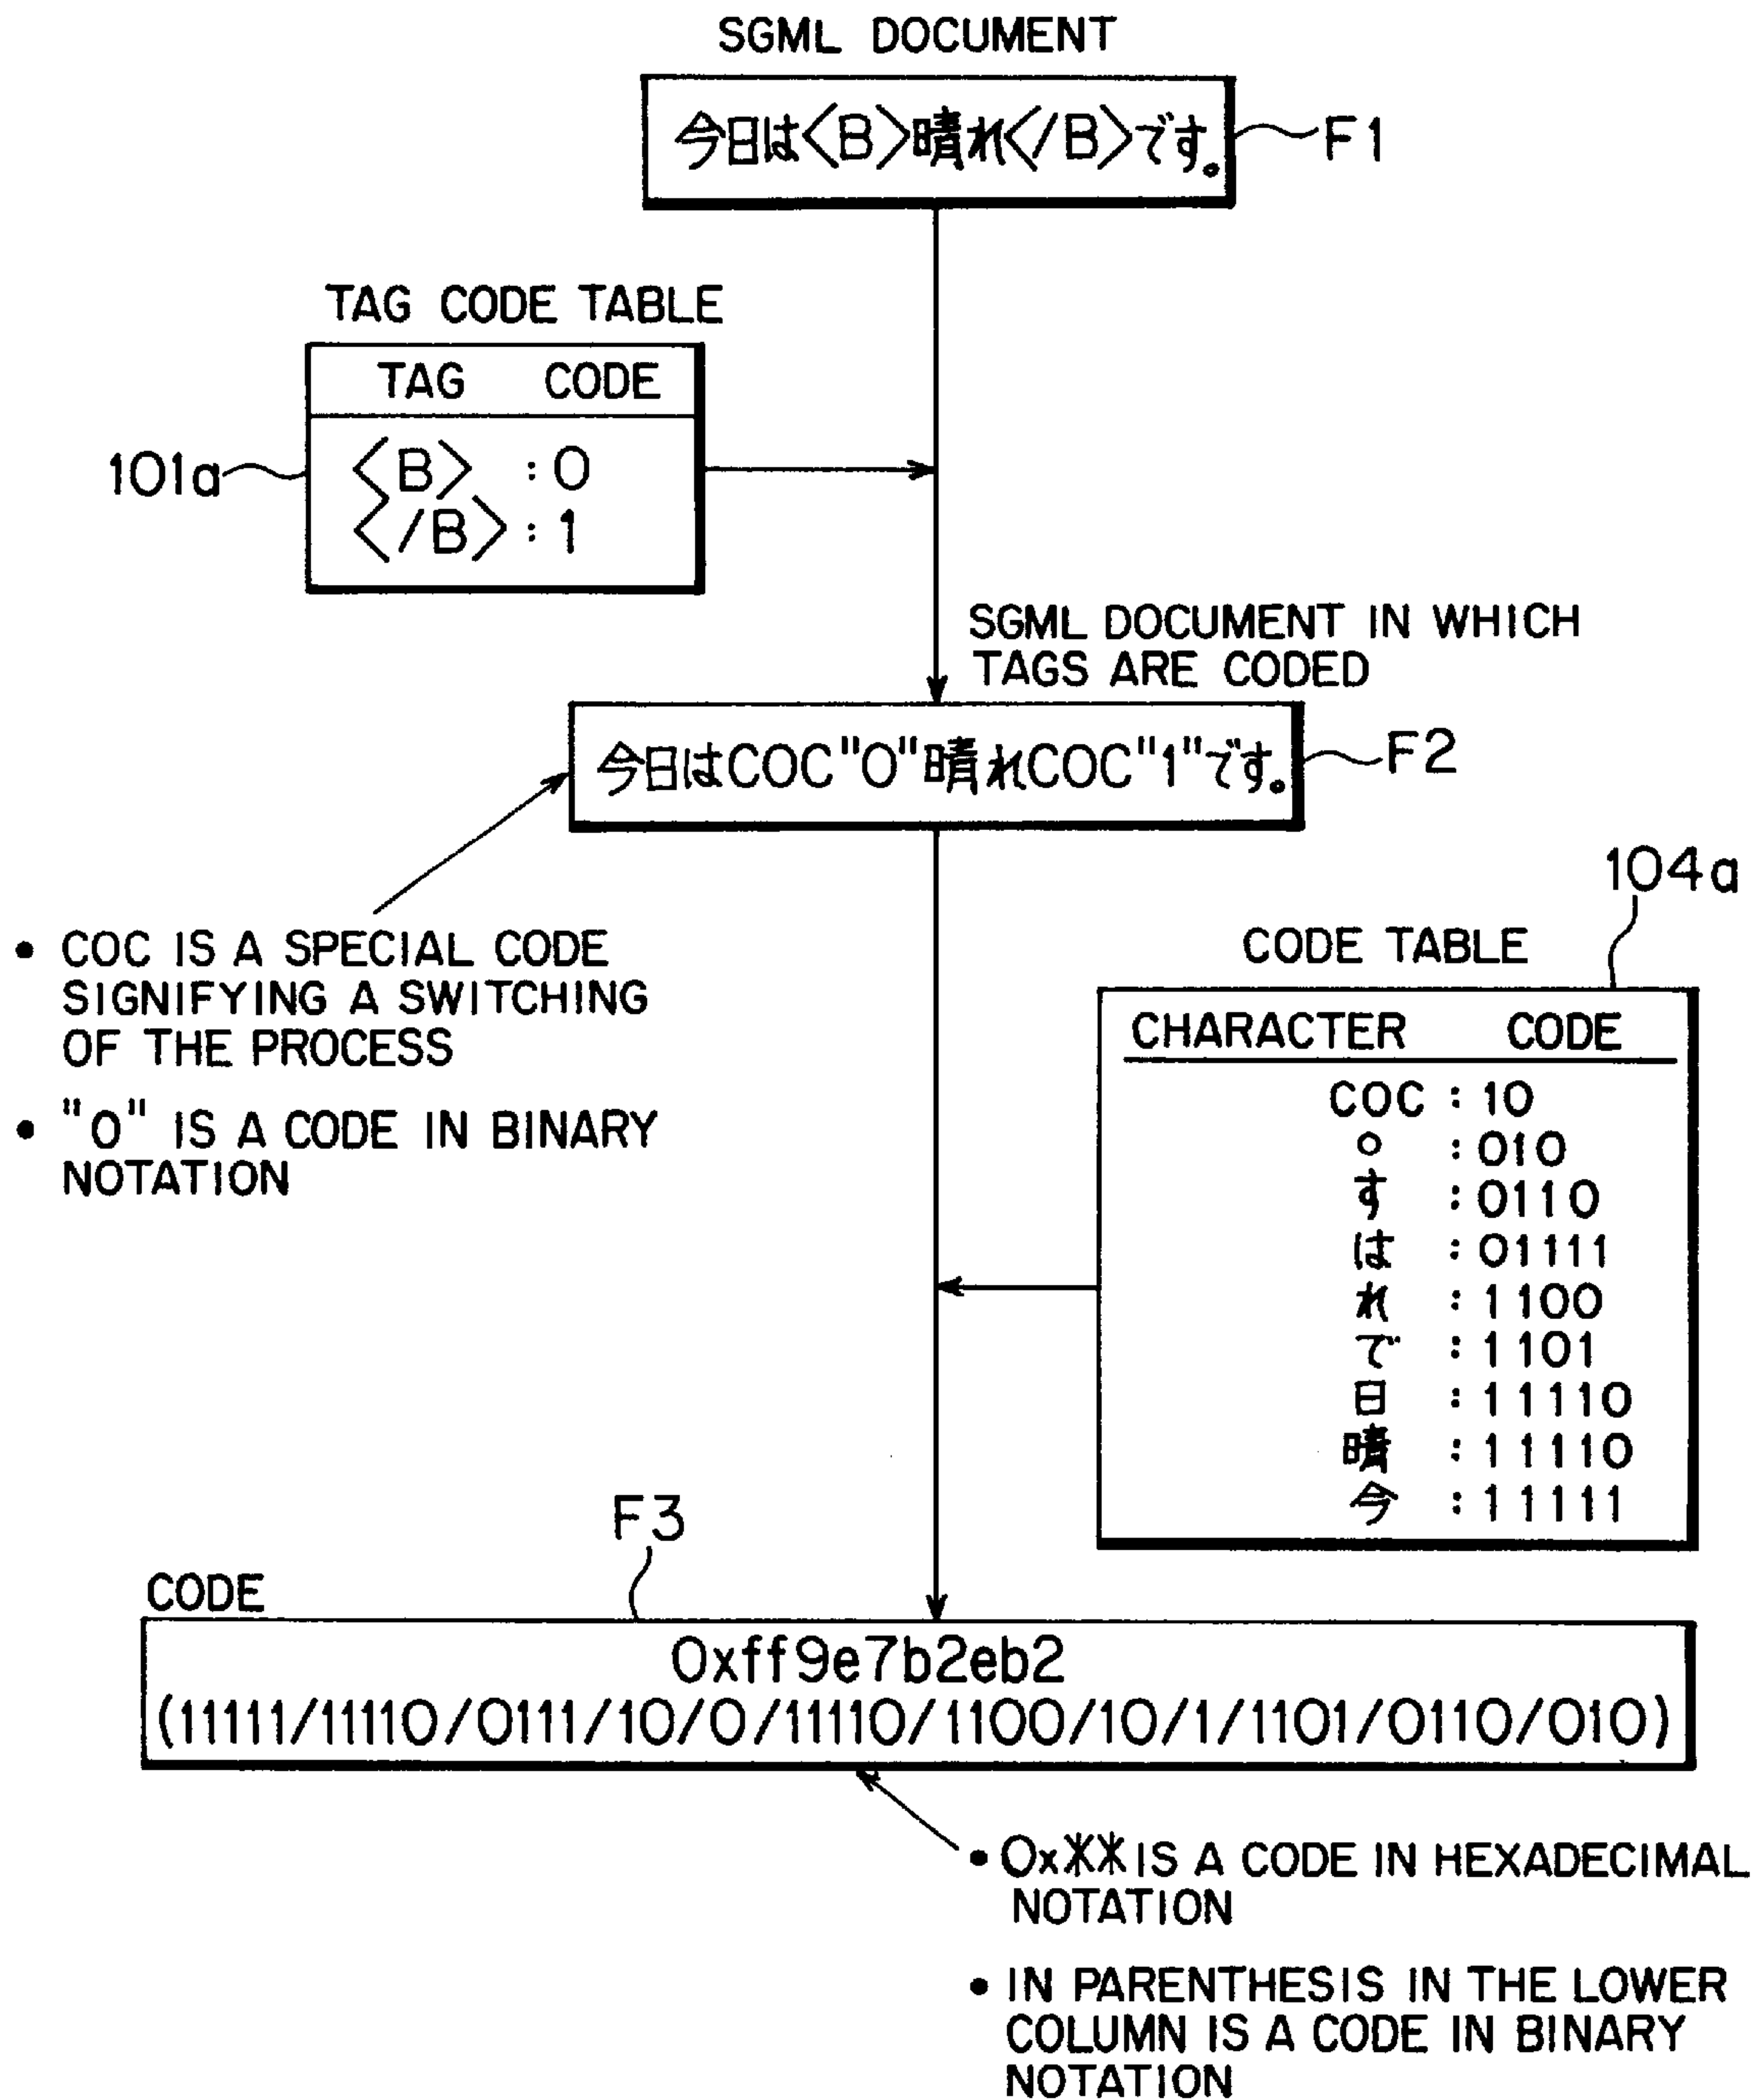 SGML DOCUMENT
今日は<B>晴れ</B>です。
F1
TAG CODE TABLE
TAG CODE
101a
<B> :0
</B>:1
SGML DOCUMENT IN WHICH
TAGS ARE CODED
今日はCOC"0"晴れCOC"1"です。
F2
• COC IS A SPECIAL CODE
SIGNIFYING A SWITCHING
OF THE PROCESS
• "0" IS A CODE IN BINARY
NOTATION
104a
CODE TABLE
CHARACTER CODE
COC :10
。 :010
す :0110
は :01111
れ :1100
で :1101
日 :11110
晴 :11110
今 :11111
F3
CODE
0xff9e7b2eb2
(11111/11110/0111/10/0/11110/1100/10/1/1101/0110/010)
• 0x** IS A CODE IN HEXADECIMAL
NOTATION
• IN PARENTHESIS IN THE LOWER
COLUMN IS A CODE IN BINARY
NOTATION